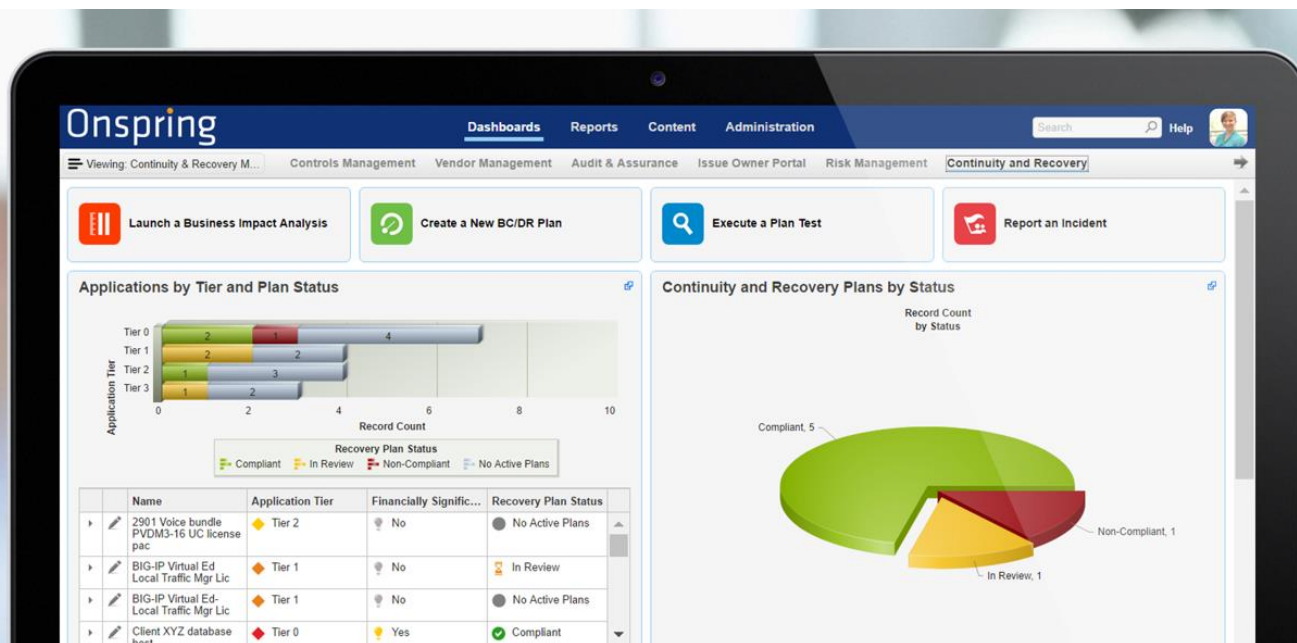 Onspring
Dashboards Reports Content Administration
Search
Help
Viewing: Continuity & Recovery M...
Controls Management Vendor Management Audit & Assurance Issue Owner Portal Risk Management Continuity and Recovery
Launch a Business Impact Analysis
Create a New BC/DR Plan
Execute a Plan Test
Report an Incident
Applications by Tier and Plan Status
Application Tier
Tier 0
2 1 4
Tier 1
2 2
Tier 2
1 3
Tier 3
1 2
0 2 4 6 8 10
Record Count
Recovery Plan Status
Compliant In Review Non-Compliant No Active Plans
Name Application Tier Financially Signific... Recovery Plan Status
2901 Voice bundle Tier 2 No No Active Plans
PVDM3-16 UC license
pac
BIG-IP Virtual Ed Tier 1 No In Review
Local Traffic Mgr Lic
BIG-IP Virtual Ed- Tier 1 No No Active Plans
Local Traffic Mgr Lic
Client XYZ database Tier 0 Yes Compliant
Continuity and Recovery Plans by Status
Record Count
by Status
Compliant, 5
Non-Compliant, 1
In Review, 1